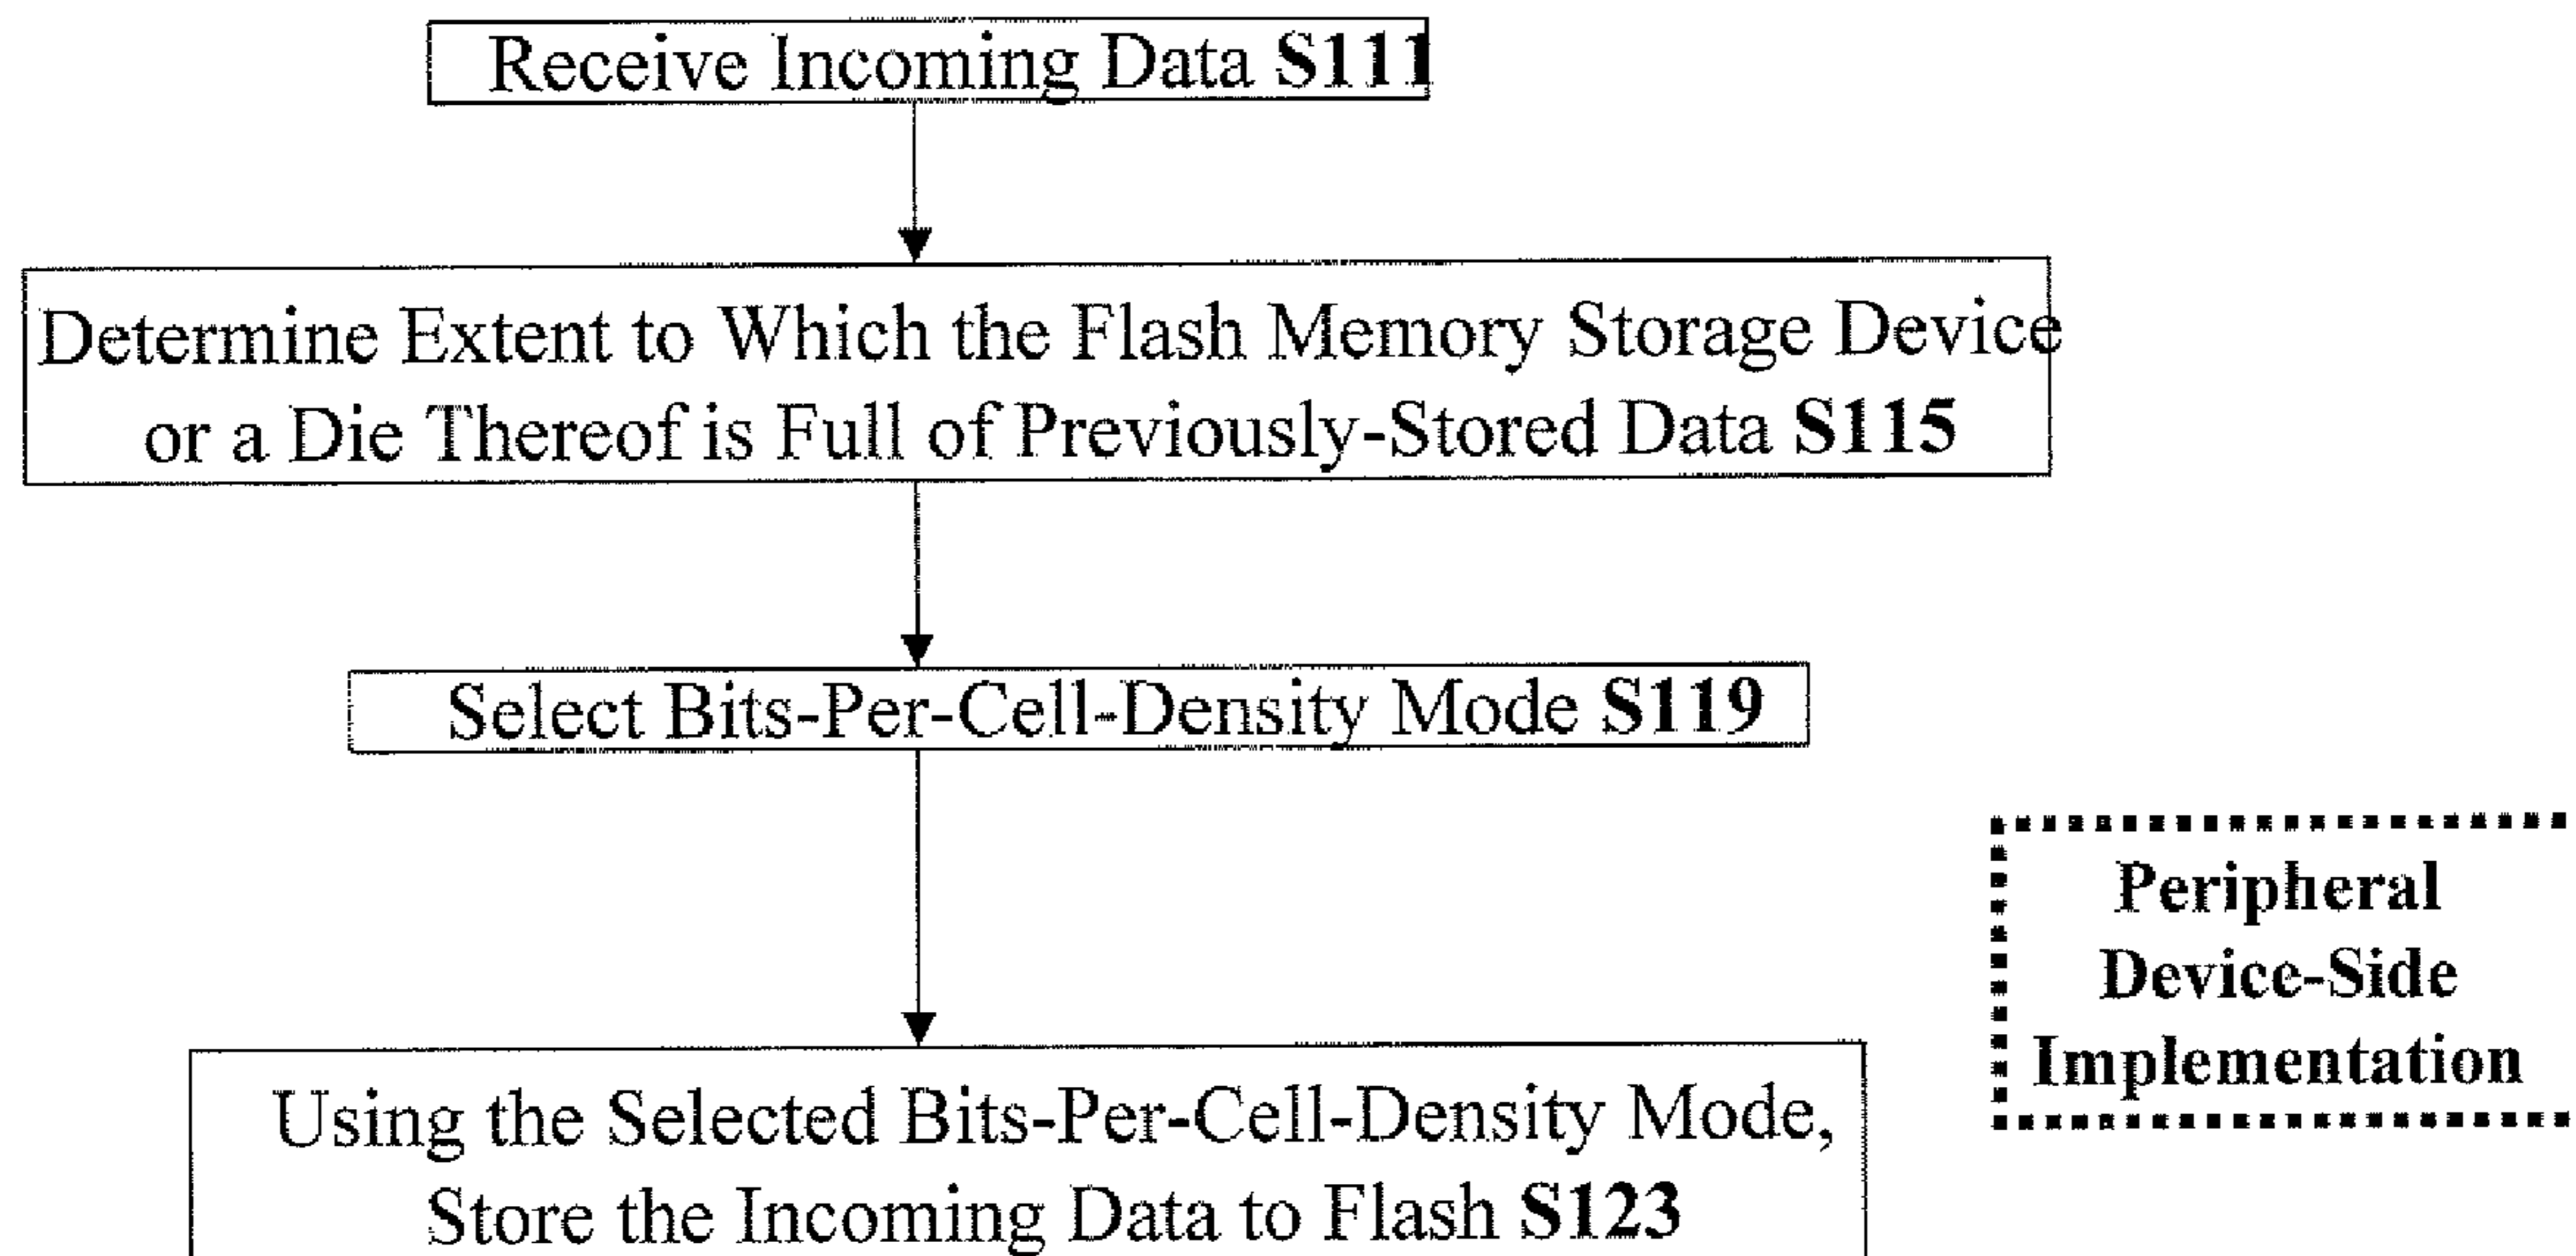 Receive Incoming Data S111
Determine Extent to Which the Flash Memory Storage Device
or a Die Thereof is Full of Previously-Stored Data S115
Select Bits-Per-Cell-Density Mode S119
Using the Selected Bits-Per-Cell-Density Mode,
Store the Incoming Data to Flash S123
Peripheral
Device-Side
Implementation